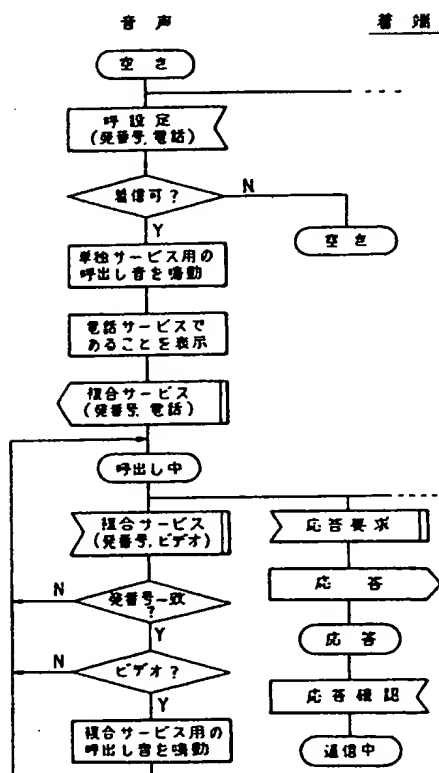 音声
着端
空き
呼設定
(発番号,電話)
着信可?
N
Y
空き
単独サービス用の
呼出し音を鳴動
電話サービスで
あることを表示
複合サービス
(発番号,電話)
呼出し中
複合サービス
(発番号,ビデオ)
応答要求
発番号一致
?
N
Y
応答
応答
ビデオ?
N
Y
応答確認
複合サービス用の
呼出し音を鳴動
通信中